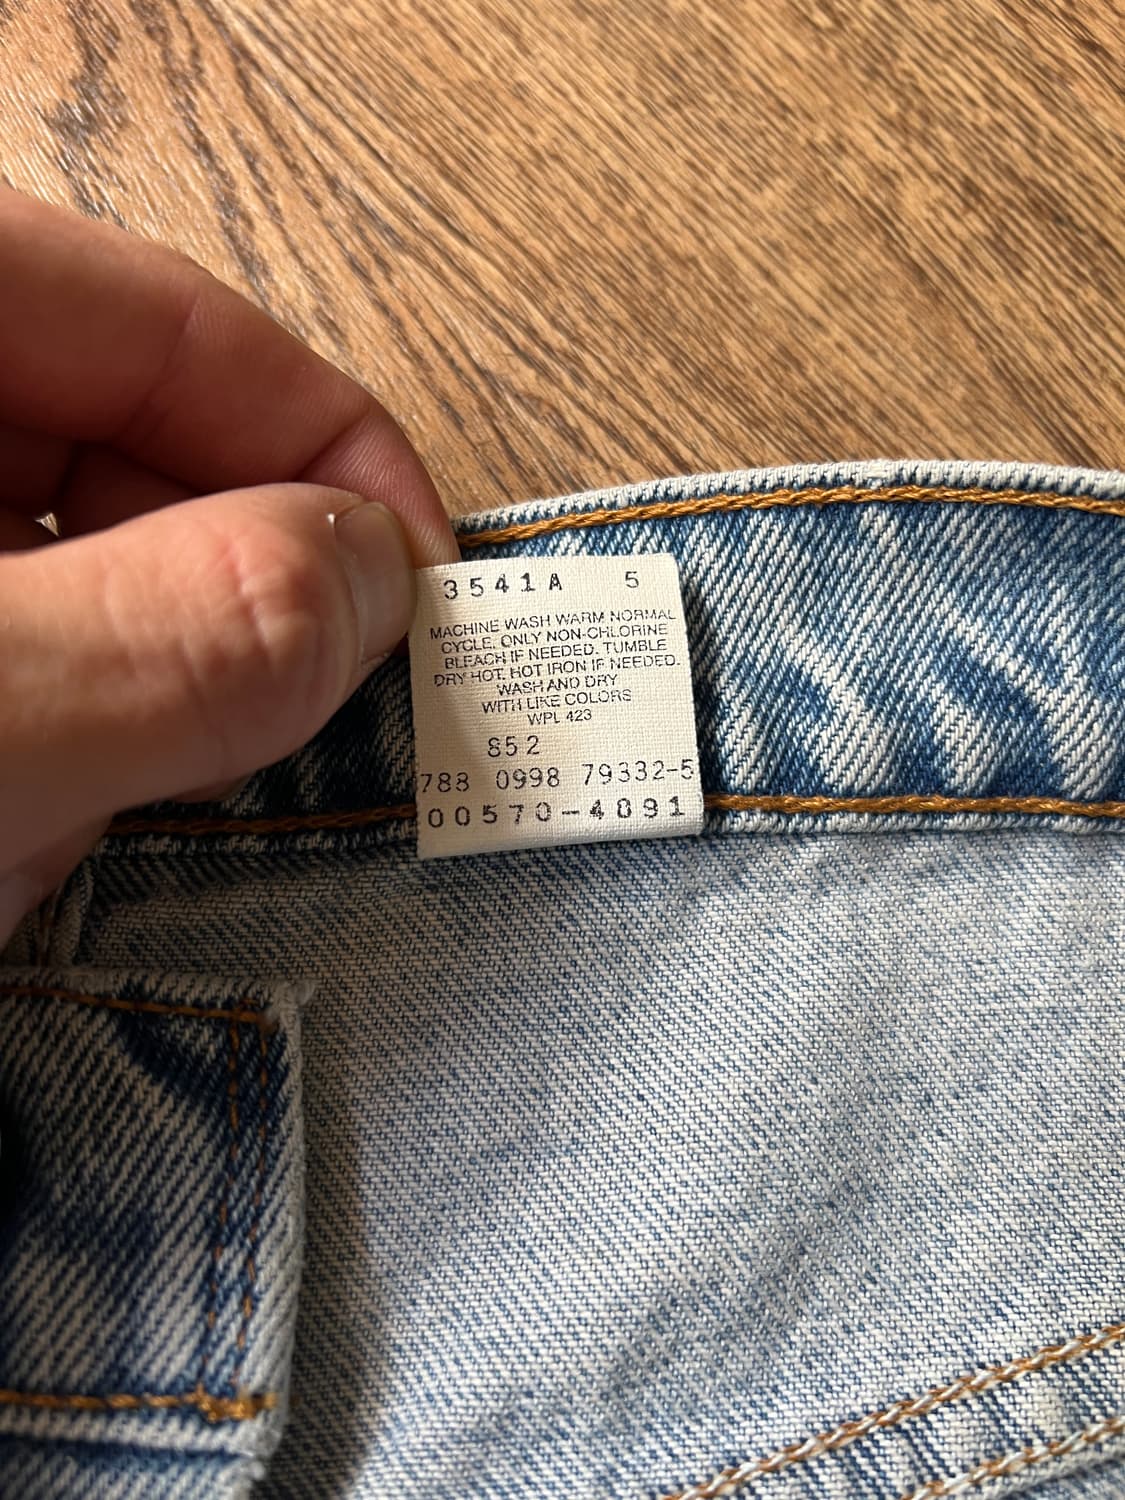 3541A 5
MACHINE WASH WARM NORMAL
CYCLE. ONLY NON-CHLORINE
BLEACH IF NEEDED. TUMBLE
DRY HOT. HOT IRON IF NEEDED.
WASH AND DRY
WITH LIKE COLORS
WPL 423
852
788 0998 79332-5
00570-4891